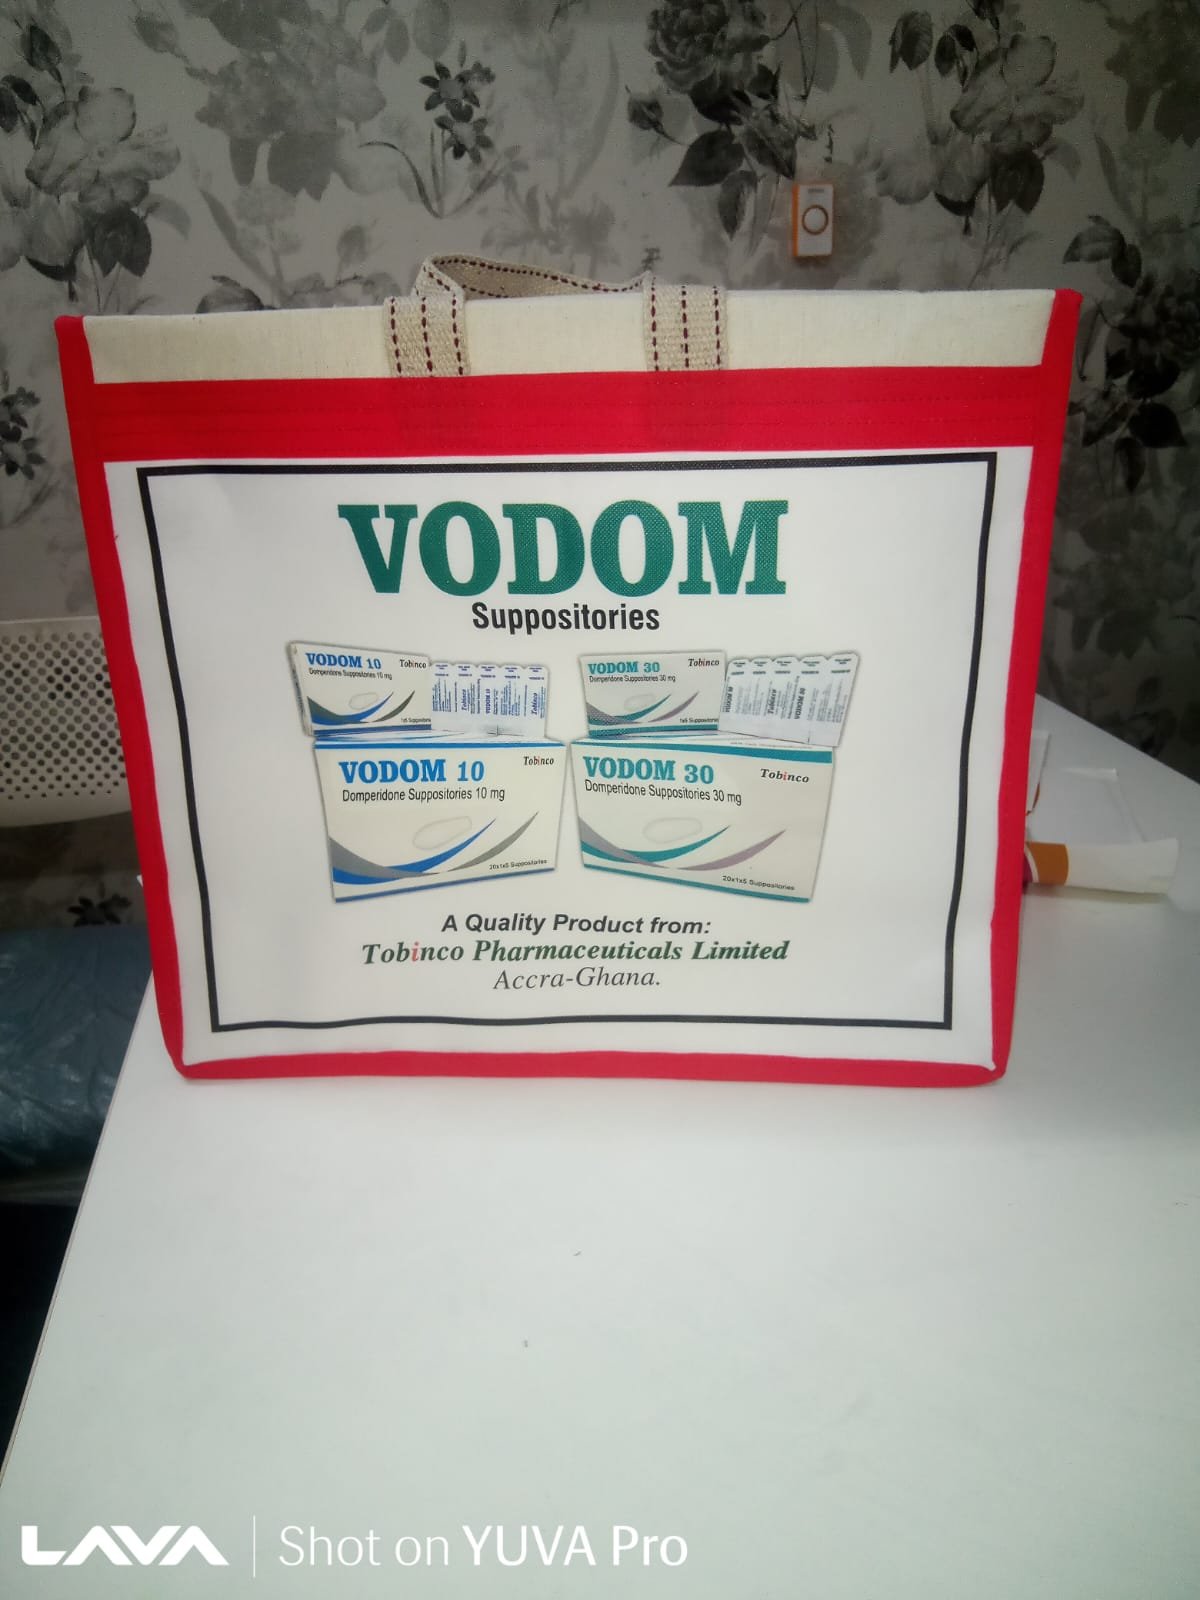 VODOM
Suppositories
VODOM 10 Tobinco
Domperidone Suppositories 10 mg
VODOM 30 Tobinco
Domperidone Suppositories 30 mg
VODOM 10 Tobinco
Domperidone Suppositories 10 mg
20x1x5 Suppositories
VODOM 30 Tobinco
Domperidone Suppositories 30 mg
20x1x5 Suppositories
A Quality Product from:
Tobinco Pharmaceuticals Limited
Accra-Ghana.
LAVA Shot on YUVA Pro